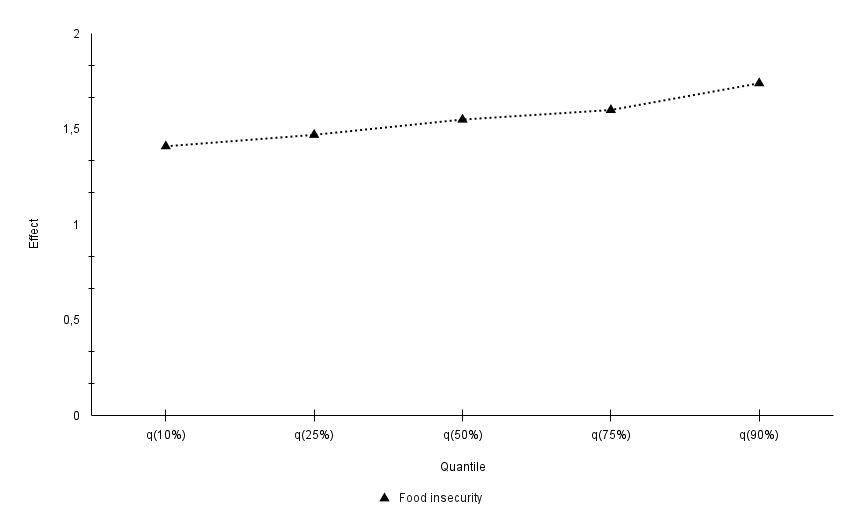 2
1,5
1
0,5
0
Effect
q(10%) q(25%) q(50%) q(75%) q(90%)
Quantile
Food insecurity